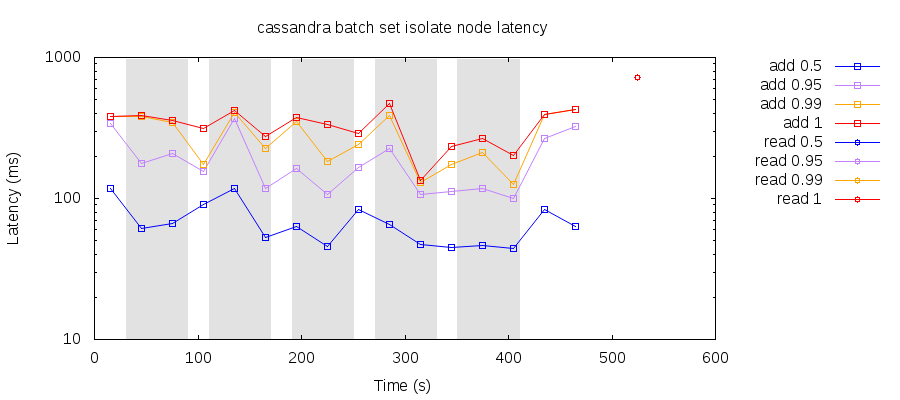 cassandra batch set isolate node latency
Latency (ms)
1000
100
10
0 100 200 300 400 500 600
Time (s)
add 0.5
add 0.95
add 0.99
add 1
read 0.5
read 0.95
read 0.99
read 1